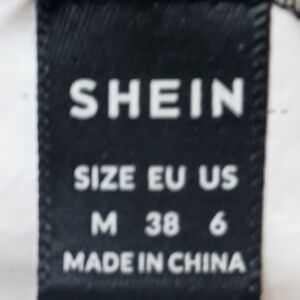 SHEIN
SIZE EU US
M 38 6
MADE IN CHINA